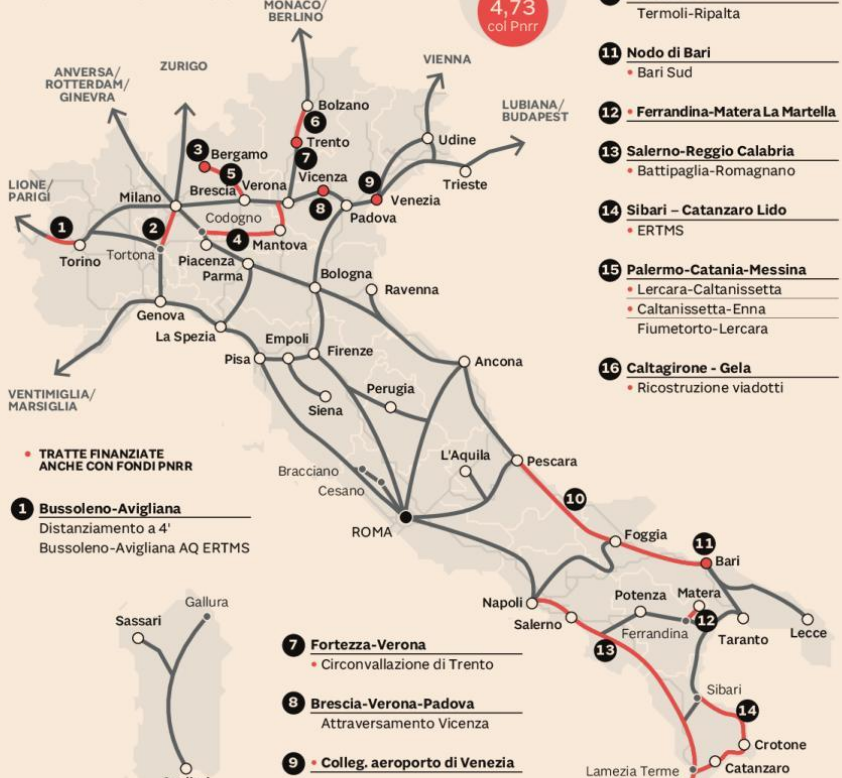 MONACO/
BERLINO
4,73
col Pnrr
Termoli-Ripalta
ANVERSA/
ROTTERDAM/
GINEVRA
ZURIGO
VIENNA
LUBIANA/
BUDAPEST
LIONE/
PARIGI
VENTIMIGLIA/
MARSIGLIA
Bolzano
6
Trento
7
3
Bergamo
5
Brescia
Verona
Vicenza
8
9
Venezia
Padova
Udine
Trieste
Milano
Codogno
4
Mantova
1
Torino
2
Tortona
Piacenza
Parma
Genova
La Spezia
Bologna
Ravenna
Pisa
Empoli
Firenze
Siena
Perugia
Ancona
L'Aquila
Pescara
Bracciano
Cesano
ROMA
10
Foggia
11
Bari
Napoli
Salerno
Potenza
Matera
Ferrandina
12
Taranto
Lecce
13
Sibari
14
Crotone
Catanzaro
Lamezia Terme
Gallura
Sassari
• TRATTE FINANZIATE
ANCHE CON FONDI PNRR
1 Bussoleno-Avigliana
Distanziamento a 4'
Bussoleno-Avigliana AQ ERTMS
7 Fortezza-Verona
• Circonvallazione di Trento
8 Brescia-Verona-Padova
Attraversamento Vicenza
9 • Colleg. aeroporto di Venezia
11 Nodo di Bari
• Bari Sud
12 • Ferrandina-Matera La Martella
13 Salerno-Reggio Calabria
• Battipaglia-Romagnano
14 Sibari – Catanzaro Lido
• ERTMS
15 Palermo-Catania-Messina
• Lercara-Caltanissetta
• Caltanissetta-Enna
Fiumetorto-Lercara
16 Caltagirone - Gela
• Ricostruzione viadotti